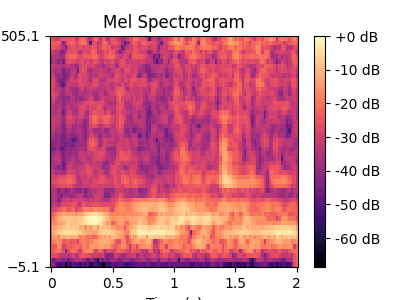 Mel Spectrogram
505.1
−5.1
0
0.5
1
1.5
2
+0 dB
-10 dB
-20 dB
-30 dB
-40 dB
-50 dB
-60 dB